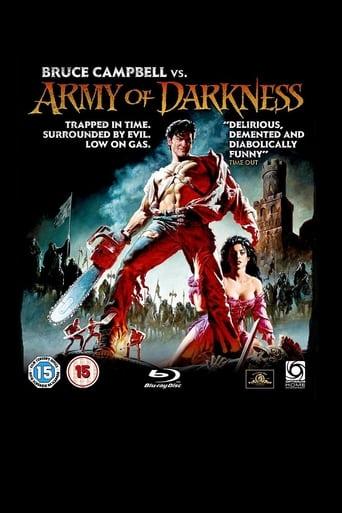 BRUCE CAMPBELL VS.
ARMY OF DARKNESS
TRAPPED IN TIME.
SURROUNDED BY EVIL.
LOW ON GAS.
"DELIRIOUS,
DEMENTED AND
DIABOLICALLY
FUNNY"
TIME OUT
15
15
Blu-ray Disc
HOME